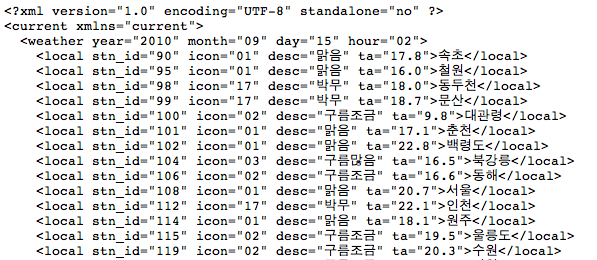 <?xml version="1.0" encoding="UTF-8" standalone="no" ?>
<current xmlns="current">
<weather year="2010" month="09" day="15" hour="02">
<local stn_id="90" icon="01" desc="맑음" ta="17.8">속초</local>
<local stn_id="95" icon="01" desc="맑음" ta="16.0">철원</local>
<local stn_id="98" icon="17" desc="박무" ta="18.0">동두천</local>
<local stn_id="99" icon="17" desc="박무" ta="18.7">문산</local>
<local stn_id="100" icon="02" desc="구름조금" ta="9.8">대관령</local>
<local stn_id="101" icon="01" desc="맑음" ta="17.1">춘천</local>
<local stn_id="102" icon="01" desc="맑음" ta="22.8">백령도</local>
<local stn_id="104" icon="03" desc="구름많음" ta="16.5">북강릉</local>
<local stn_id="106" icon="02" desc="구름조금" ta="16.6">동해</local>
<local stn_id="108" icon="01" desc="맑음" ta="20.7">서울</local>
<local stn_id="112" icon="17" desc="박무" ta="22.1">인천</local>
<local stn_id="114" icon="01" desc="맑음" ta="18.1">원주</local>
<local stn_id="115" icon="02" desc="구름조금" ta="19.5">울릉도</local>
<local stn_id="119" icon="02" desc="구름조금" ta="20.3">수원</local>